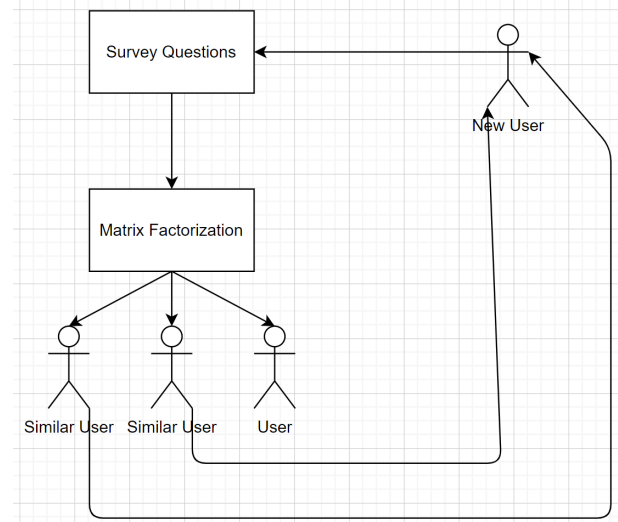 Survey Questions
New User
Matrix Factorization
Similar User
Similar User
User